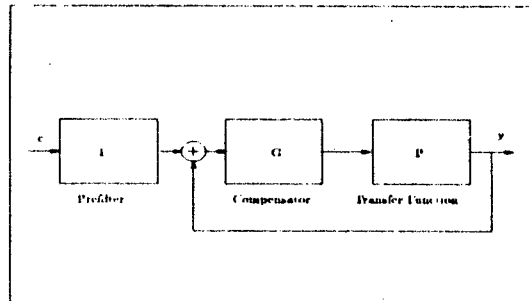 c
y
G
P
+
Prefilter
Compensator
Transfer Function